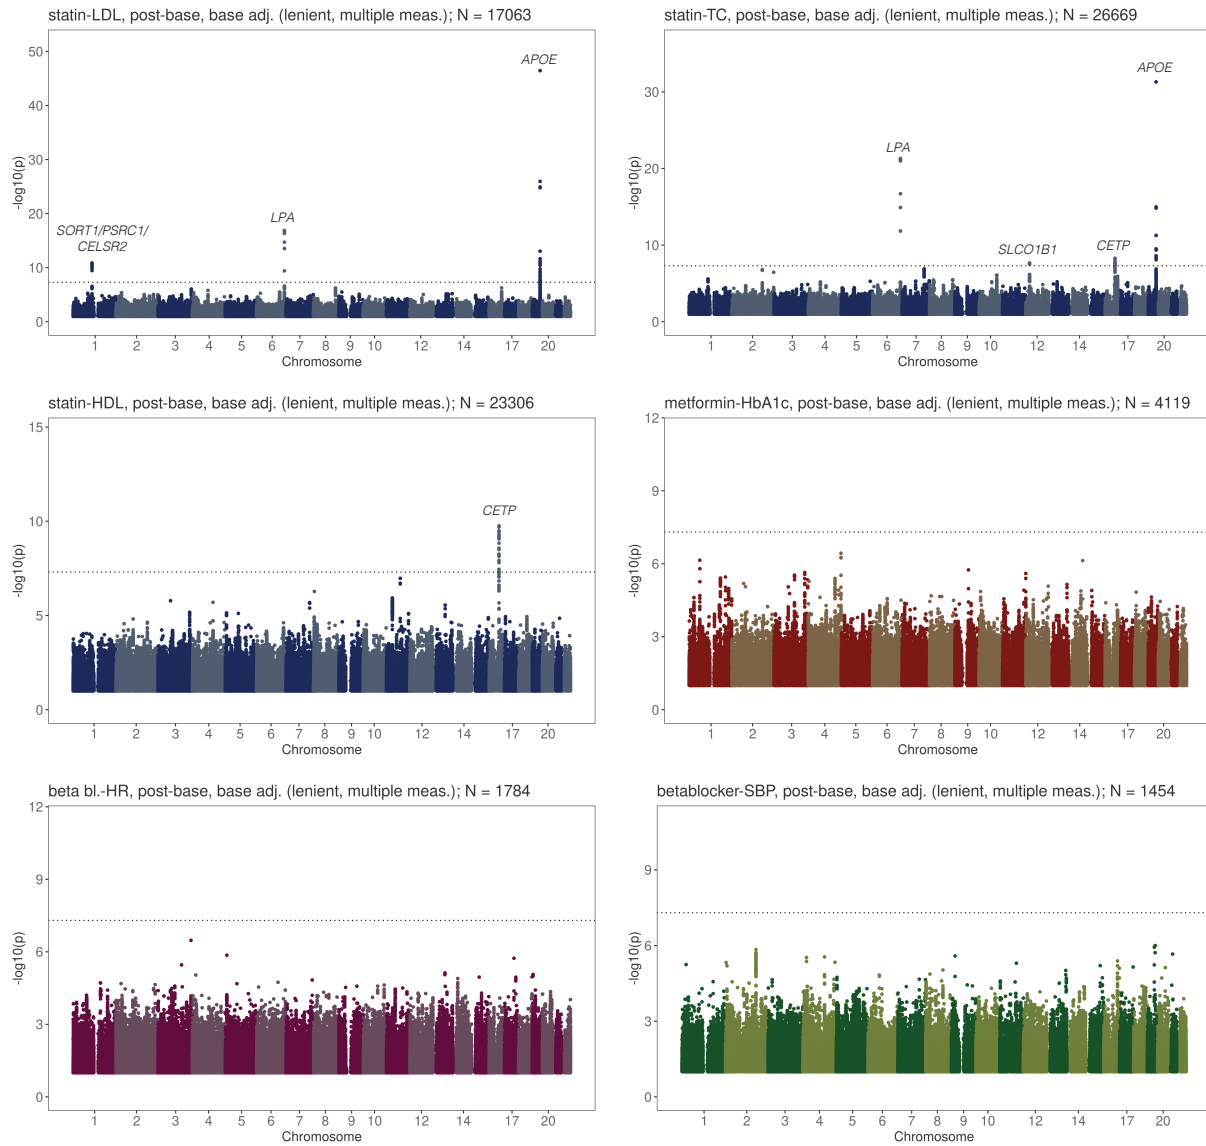 statin-LDL, post-base, base adj. (lenient, multiple meas.); N = 17063
50
40
30
20
10
0
-log10(p)
APOE
LPA
SORT1/PSRC1/
CELSR2
1 2 3 4 5 6 7 8 9 10 12 14 17 20
Chromosome
statin-TC, post-base, base adj. (lenient, multiple meas.); N = 26669
30
20
10
0
-log10(p)
APOE
LPA
SLCO1B1
CETP
1 2 3 4 5 6 7 8 9 10 12 14 17 20
Chromosome
statin-HDL, post-base, base adj. (lenient, multiple meas.); N = 23306
15
10
5
0
-log10(p)
CETP
1 2 3 4 5 6 7 8 9 10 12 14 17 20
Chromosome
metformin-HbA1c, post-base, base adj. (lenient, multiple meas.); N = 4119
12
9
6
3
0
-log10(p)
1 2 3 4 5 6 7 8 9 10 12 14 17 20
Chromosome
beta bl.-HR, post-base, base adj. (lenient, multiple meas.); N = 1784
12
9
6
3
0
-log10(p)
1 2 3 4 5 6 7 8 9 10 12 14 17 20
Chromosome
betablocker-SBP, post-base, base adj. (lenient, multiple meas.); N = 1454
9
6
3
0
-log10(p)
1 2 3 4 5 6 7 8 9 10 12 14 17 20
Chromosome